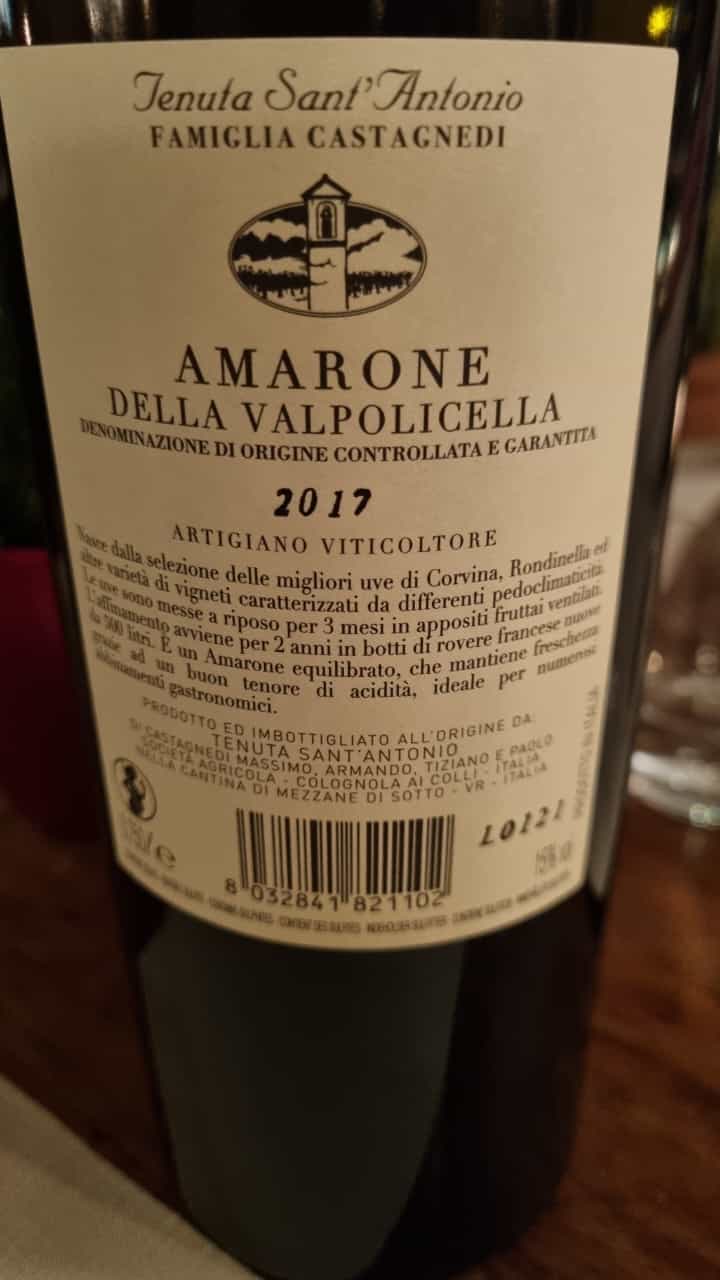 Tenuta Sant'Antonio
FAMIGLIA CASTAGNEDI
AMARONE
DELLA VALPOLICELLA
DENOMINAZIONE DI ORIGINE CONTROLLATA E GARANTITA
2017
ARTIGIANO VITICOLTORE
Nasce dalla selezione delle migliori uve di Corvina, Rondinella ed
altre varietà di vigneti caratterizzati da differenti pedoclimaticità.
Le uve sono messe a riposo per 3 mesi in appositi fruttai ventilati.
L'affinamento avviene per 2 anni in botti di rovere francese nuove
da 500 litri. È un Amarone equilibrato, che mantiene freschezza
grazie ad un buon tenore di acidità, ideale per numerosi
abbinamenti gastronomici.
PRODOTTO ED IMBOTTIGLIATO ALL'ORIGINE DA:
TENUTA SANT'ANTONIO
DI CASTAGNEDI MASSIMO, ARMANDO, TIZIANO E PAOLO
SOCIETÀ AGRICOLA - COLOGNOLA AI COLLI - ITALIA
NELLA CANTINA DI MEZZANE DI SOTTO - VR - ITALIA
PRODOTTO IN ITALIA
L0121
8 032841 821102